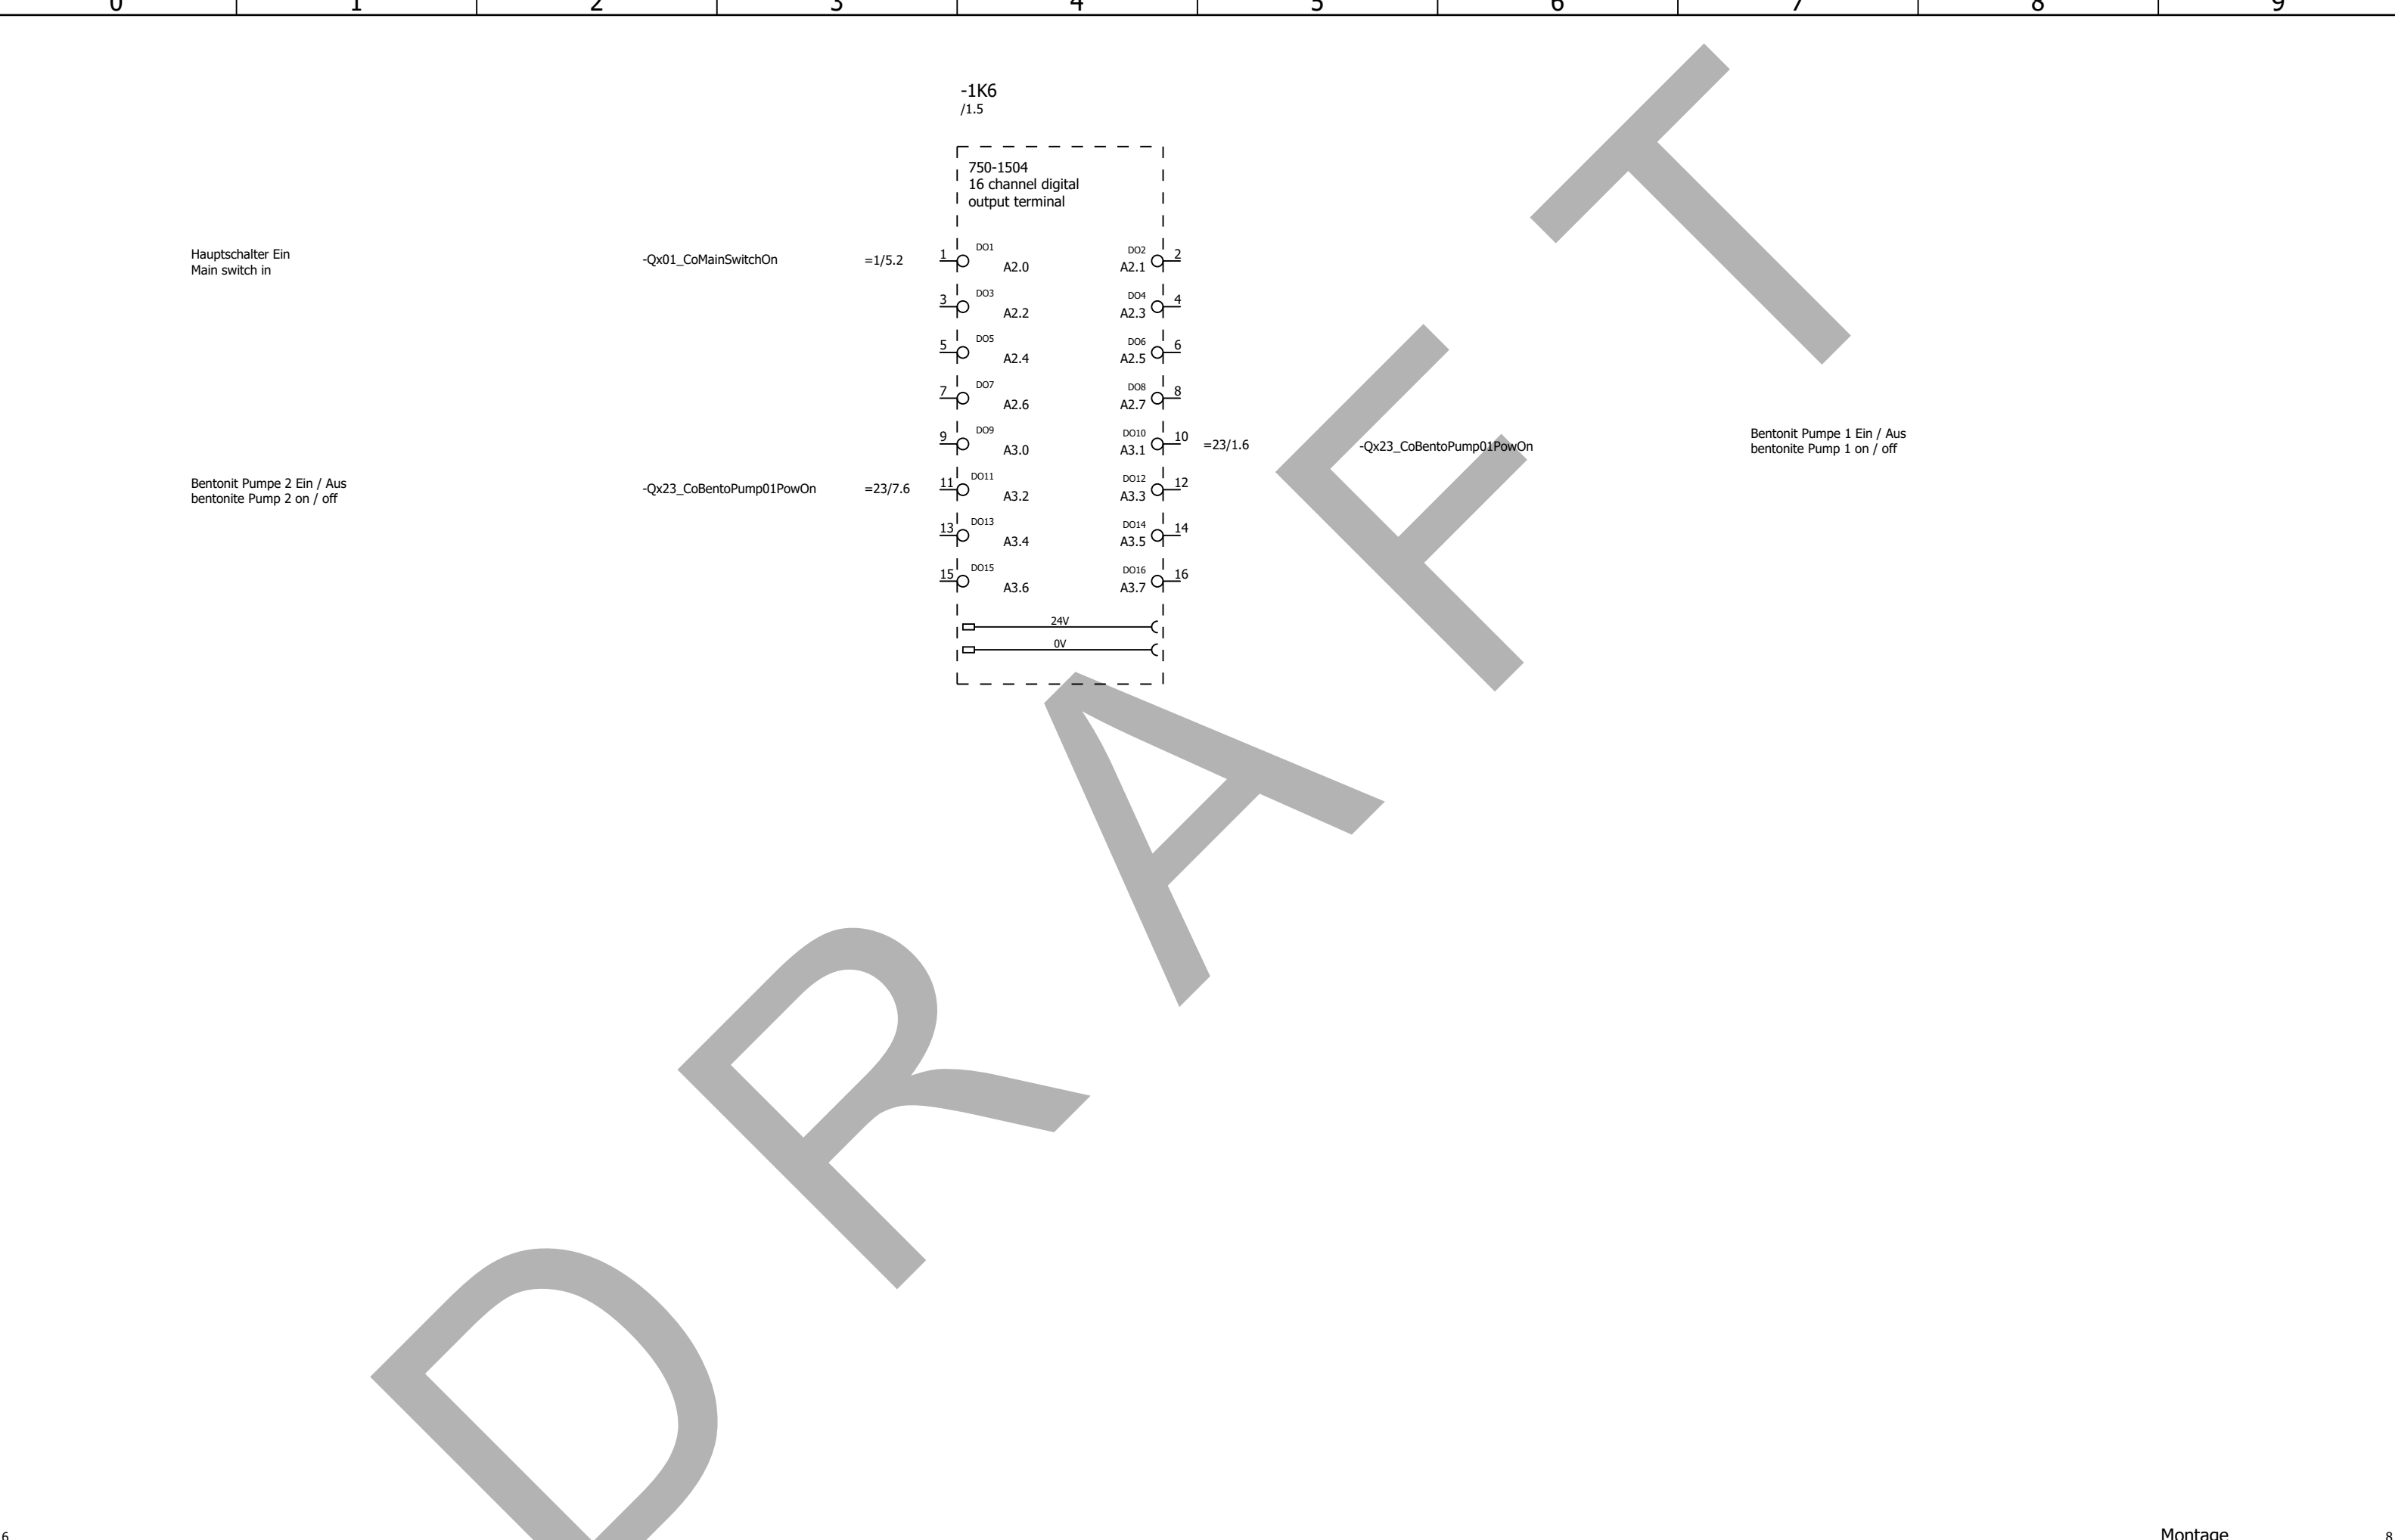 0 1 2 3 4 5 6 7 8 9
-1K6
/1.5
750-1504
16 channel digital
output terminal
Hauptschalter Ein
Main switch in
-Qx01_CoMainSwitchOn =1/5.2 1 DO1 A2.0 DO2 A2.1 2
3 DO3 A2.2 DO4 A2.3 4
5 DO5 A2.4 DO6 A2.5 6
7 DO7 A2.6 DO8 A2.7 8
9 DO9 A3.0 DO10 A3.1 10 =23/1.6 -Qx23_CoBentoPump01PowOn
Bentonit Pumpe 1 Ein / Aus
bentonite Pump 1 on / off
Bentonit Pumpe 2 Ein / Aus
bentonite Pump 2 on / off
-Qx23_CoBentoPump01PowOn =23/7.6 11 DO11 A3.2 DO12 A3.3 12
13 DO13 A3.4 DO14 A3.5 14
15 DO15 A3.6 DO16 A3.7 16
24V
0V
DRAFT
6 Montage 8